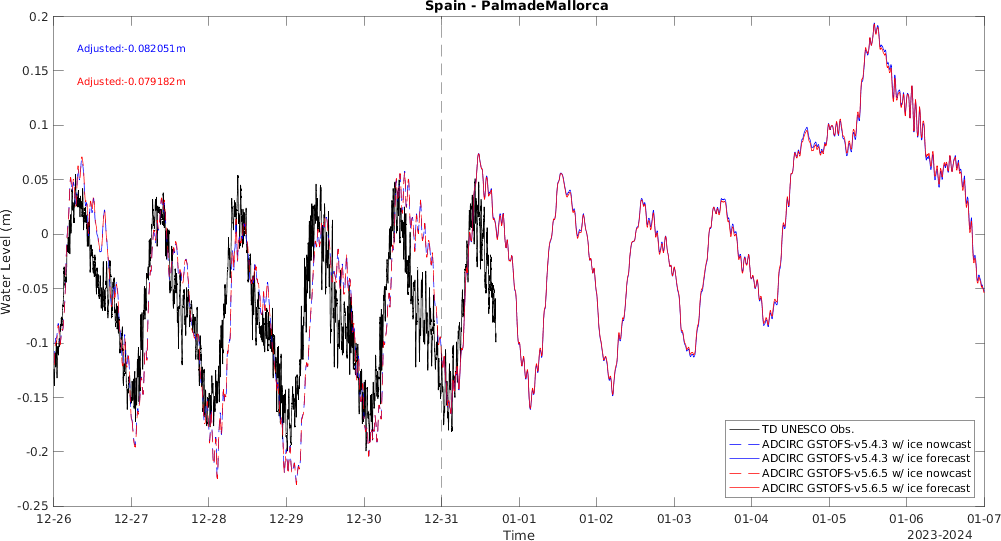 Spain - PalmadeMallorca
Adjusted:-0.082051m
Adjusted:-0.079182m
Water Level (m)
0.2
0.15
0.1
0.05
0
-0.05
-0.1
-0.15
-0.2
-0.25
TD UNESCO Obs.
ADCIRC GSTOFS-v5.4.3 w/ ice nowcast
ADCIRC GSTOFS-v5.4.3 w/ ice forecast
ADCIRC GSTOFS-v5.6.5 w/ ice nowcast
ADCIRC GSTOFS-v5.6.5 w/ ice forecast
12-26 12-27 12-28 12-29 12-30 12-31 01-01 01-02 01-03 01-04 01-05 01-06 01-07
Time
2023-2024